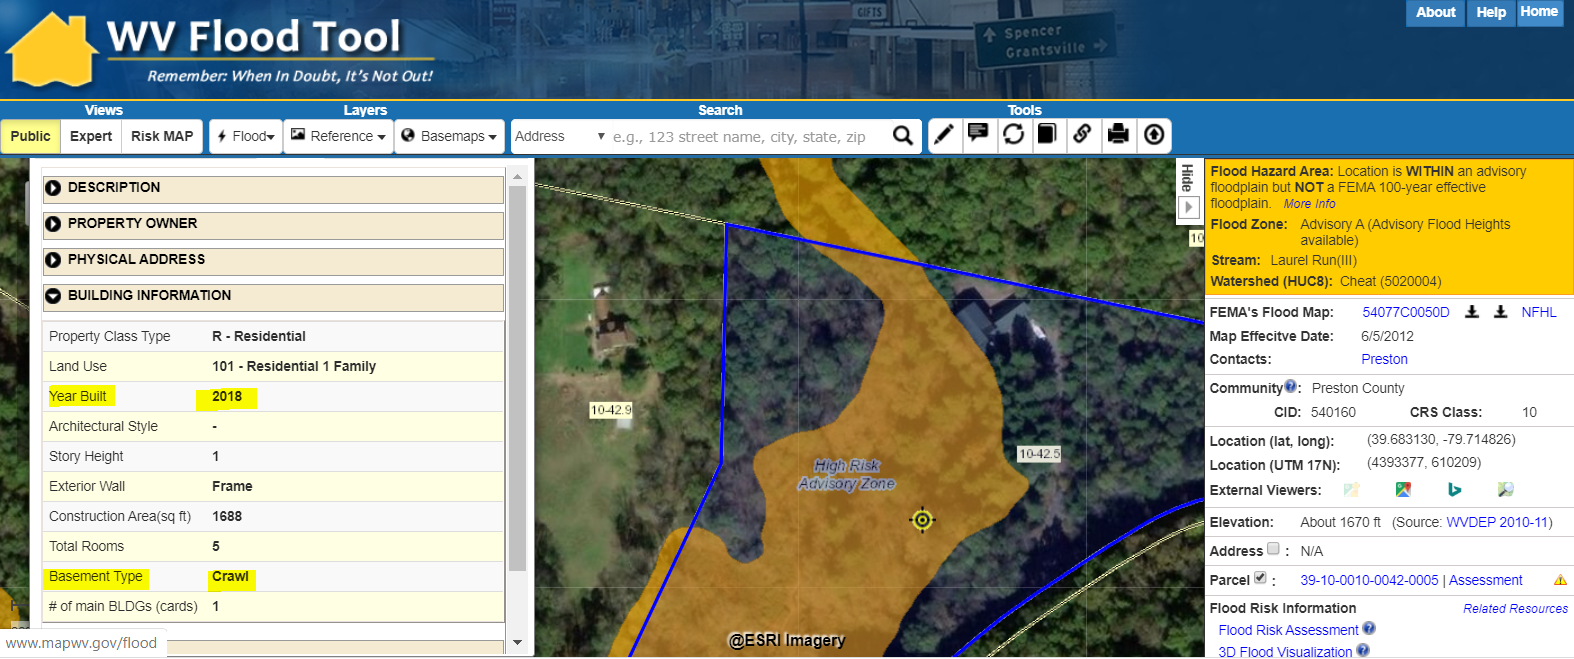 WV Flood Tool
Remember: When In Doubt, It's Not Out!
GIFTS
Spencer
Grantsville
About Help Home
Views Layers Search Tools
Public Expert Risk MAP Flood Reference Basemaps Address e.g., 123 street name, city, state, zip
DESCRIPTION
PROPERTY OWNER
PHYSICAL ADDRESS
BUILDING INFORMATION
Property Class Type R - Residential
Land Use 101 - Residential 1 Family
Year Built 2018
Architectural Style -
Story Height 1
Exterior Wall Frame
Construction Area(sq ft) 1688
Total Rooms 5
Basement Type Crawl
# of main BLDGs (cards) 1
www.mapwv.gov/flood
10-42.9
10-42.5
10
High Risk
Advisory Zone
@ESRI Imagery
Hide
Flood Hazard Area: Location is WITHIN an advisory
floodplain but NOT a FEMA 100-year effective
floodplain. More Info
Flood Zone: Advisory A (Advisory Flood Heights
available)
Stream: Laurel Run(III)
Watershed (HUC8): Cheat (5020004)
FEMA's Flood Map: 54077C0050D NFHL
Map Effecitve Date: 6/5/2012
Contacts: Preston
Community: Preston County
CID: 540160 CRS Class: 10
Location (lat, long): (39.683130, -79.714826)
Location (UTM 17N): (4393377, 610209)
External Viewers:
Elevation: About 1670 ft (Source: WVDEP 2010-11)
Address : N/A
Parcel : 39-10-0010-0042-0005 | Assessment
Flood Risk Information Related Resources
Flood Risk Assessment
3D Flood Visualization